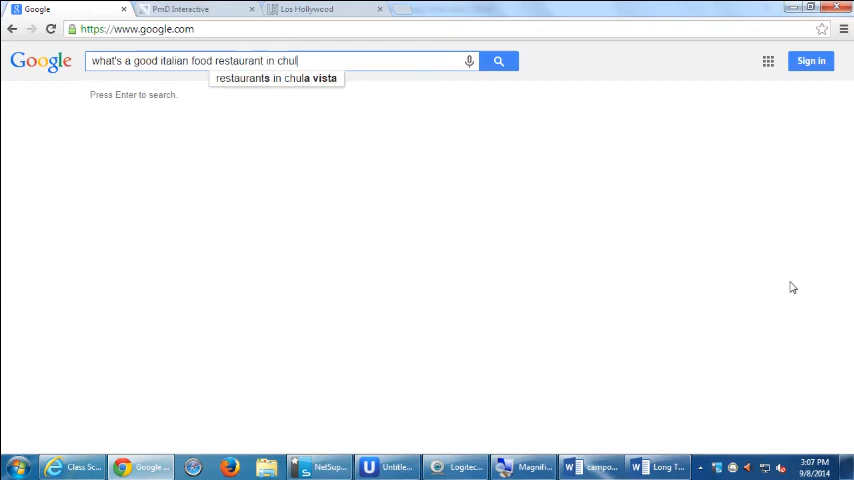 Google
PmD Interactive
Los Hollywood
https://www.google.com
Google
what's a good italian food restaurant in chul
Sign in
restaurants in chula vista
Press Enter to search.
Class Sc...
Google ...
NetSup...
Untitle...
Logitec...
Magnifi...
campo...
Long T...
3:07 PM
9/8/2014